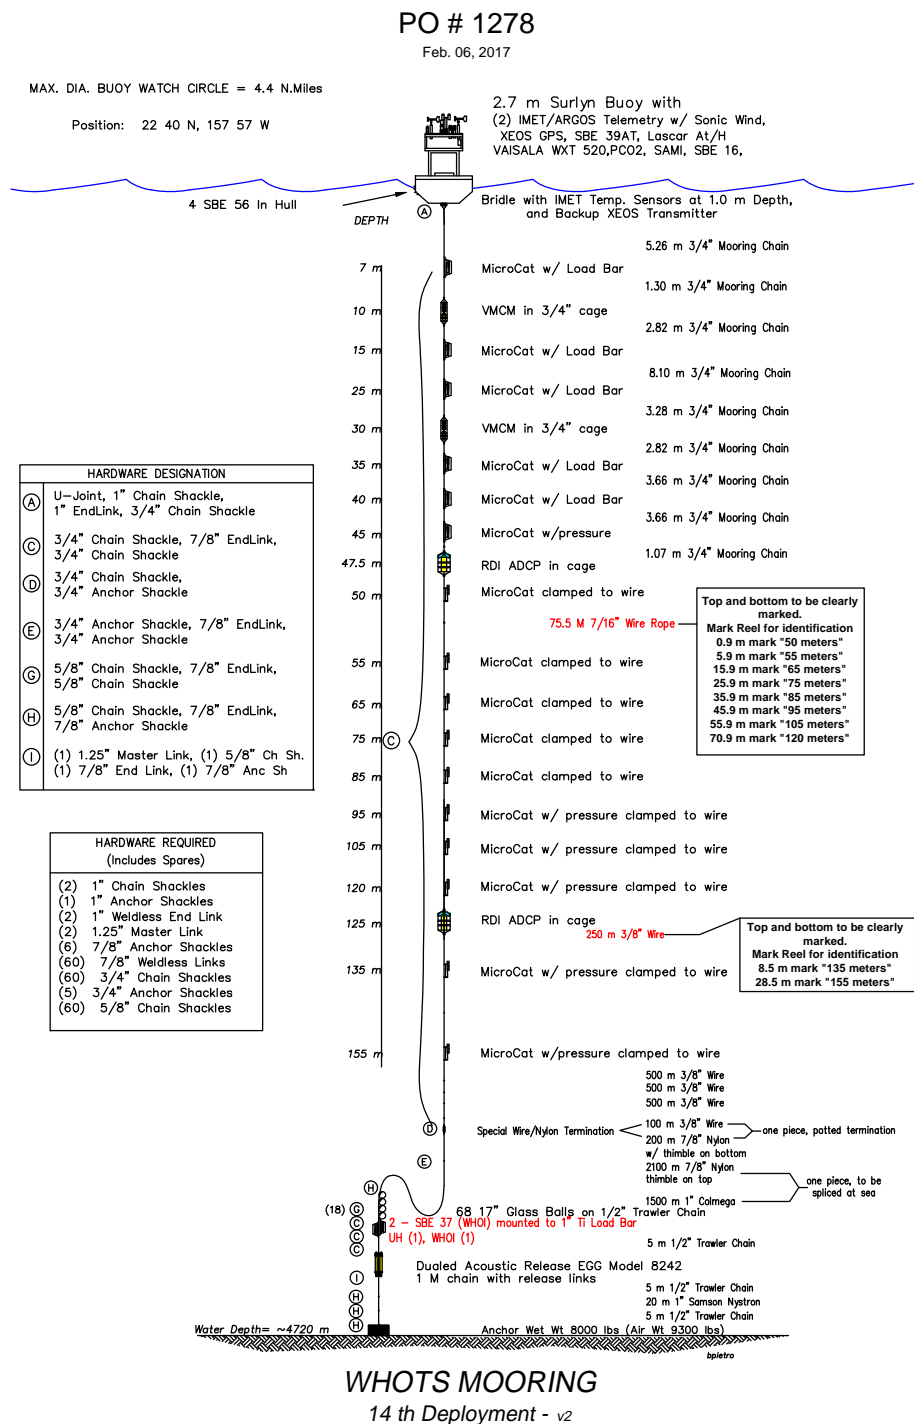 PO # 1278
Feb. 06, 2017
MAX. DIA. BUOY WATCH CIRCLE = 4.4 N.Miles
Position: 22 40 N, 157 57 W
2.7 m Surlyn Buoy with
(2) IMET/ARGOS Telemetry w/ Sonic Wind,
XEOS GPS, SBE 39AT, Lascar At/H
VAISALA WXT 520,PCO2, SAMI, SBE 16,
4 SBE 56 In Hull
A
DEPTH
Bridle with IMET Temp. Sensors at 1.0 m Depth,
and Backup XEOS Transmitter
5.26 m 3/4" Mooring Chain
7 m
MicroCat w/ Load Bar
1.30 m 3/4" Mooring Chain
10 m
VMCM in 3/4" cage
2.82 m 3/4" Mooring Chain
15 m
MicroCat w/ Load Bar
8.10 m 3/4" Mooring Chain
25 m
MicroCat w/ Load Bar
3.28 m 3/4" Mooring Chain
30 m
VMCM in 3/4" cage
2.82 m 3/4" Mooring Chain
35 m
MicroCat w/ Load Bar
3.66 m 3/4" Mooring Chain
40 m
MicroCat w/ Load Bar
3.66 m 3/4" Mooring Chain
45 m
MicroCat w/pressure
1.07 m 3/4" Mooring Chain
47.5 m
RDI ADCP in cage
50 m
MicroCat clamped to wire
75.5 M 7/16" Wire Rope
Top and bottom to be clearly
marked.
Mark Reel for identification
0.9 m mark "50 meters"
5.9 m mark "55 meters"
15.9 m mark "65 meters"
25.9 m mark "75 meters"
35.9 m mark "85 meters"
45.9 m mark "95 meters"
55.9 m mark "105 meters"
70.9 m mark "120 meters"
55 m
MicroCat clamped to wire
65 m
MicroCat clamped to wire
75 m
C
MicroCat clamped to wire
85 m
MicroCat clamped to wire
95 m
MicroCat w/ pressure clamped to wire
105 m
MicroCat w/ pressure clamped to wire
120 m
MicroCat w/ pressure clamped to wire
125 m
RDI ADCP in cage
250 m 3/8" Wire
Top and bottom to be clearly
marked.
Mark Reel for identification
8.5 m mark "135 meters"
28.5 m mark "155 meters"
135 m
MicroCat w/ pressure clamped to wire
155 m
MicroCat w/pressure clamped to wire
HARDWARE DESIGNATION
A U-Joint, 1" Chain Shackle,
1" EndLink, 3/4" Chain Shackle
C 3/4" Chain Shackle, 7/8" EndLink,
3/4" Chain Shackle
D 3/4" Chain Shackle,
3/4" Anchor Shackle
E 3/4" Anchor Shackle, 7/8" EndLink,
3/4" Anchor Shackle
G 5/8" Chain Shackle, 7/8" EndLink,
5/8" Chain Shackle
H 5/8" Chain Shackle, 7/8" EndLink,
7/8" Anchor Shackle
I (1) 1.25" Master Link, (1) 5/8" Ch Sh.
(1) 7/8" End Link, (1) 7/8" Anc Sh
HARDWARE REQUIRED
(Includes Spares)
(2) 1" Chain Shackles
(1) 1" Anchor Shackles
(2) 1" Weldless End Link
(2) 1.25" Master Link
(6) 7/8" Anchor Shackles
(60) 7/8" Weldless Links
(60) 3/4" Chain Shackles
(5) 3/4" Anchor Shackles
(60) 5/8" Chain Shackles
500 m 3/8" Wire
500 m 3/8" Wire
500 m 3/8" Wire
D
Special Wire/Nylon Termination
100 m 3/8" Wire
200 m 7/8" Nylon
one piece, potted termination
w/ thimble on bottom
E
2100 m 7/8" Nylon
thimble on top
1500 m 1" Colmega
one piece, to be
spliced at sea
H
(18) G
68 17" Glass Balls on 1/2" Trawler Chain
C
2 - SBE 37 (WHOI) mounted to 1" Ti Load Bar
C
UH (1), WHOI (1)
C
5 m 1/2" Trawler Chain
Dualed Acoustic Release EGG Model 8242
I
1 M chain with release links
5 m 1/2" Trawler Chain
H
20 m 1" Samson Nystron
H
5 m 1/2" Trawler Chain
H
Water Depth= ~4720 m
Anchor Wet Wt 8000 lbs (Air Wt 9300 lbs)
bpietro
WHOTS MOORING
14 th Deployment - v2